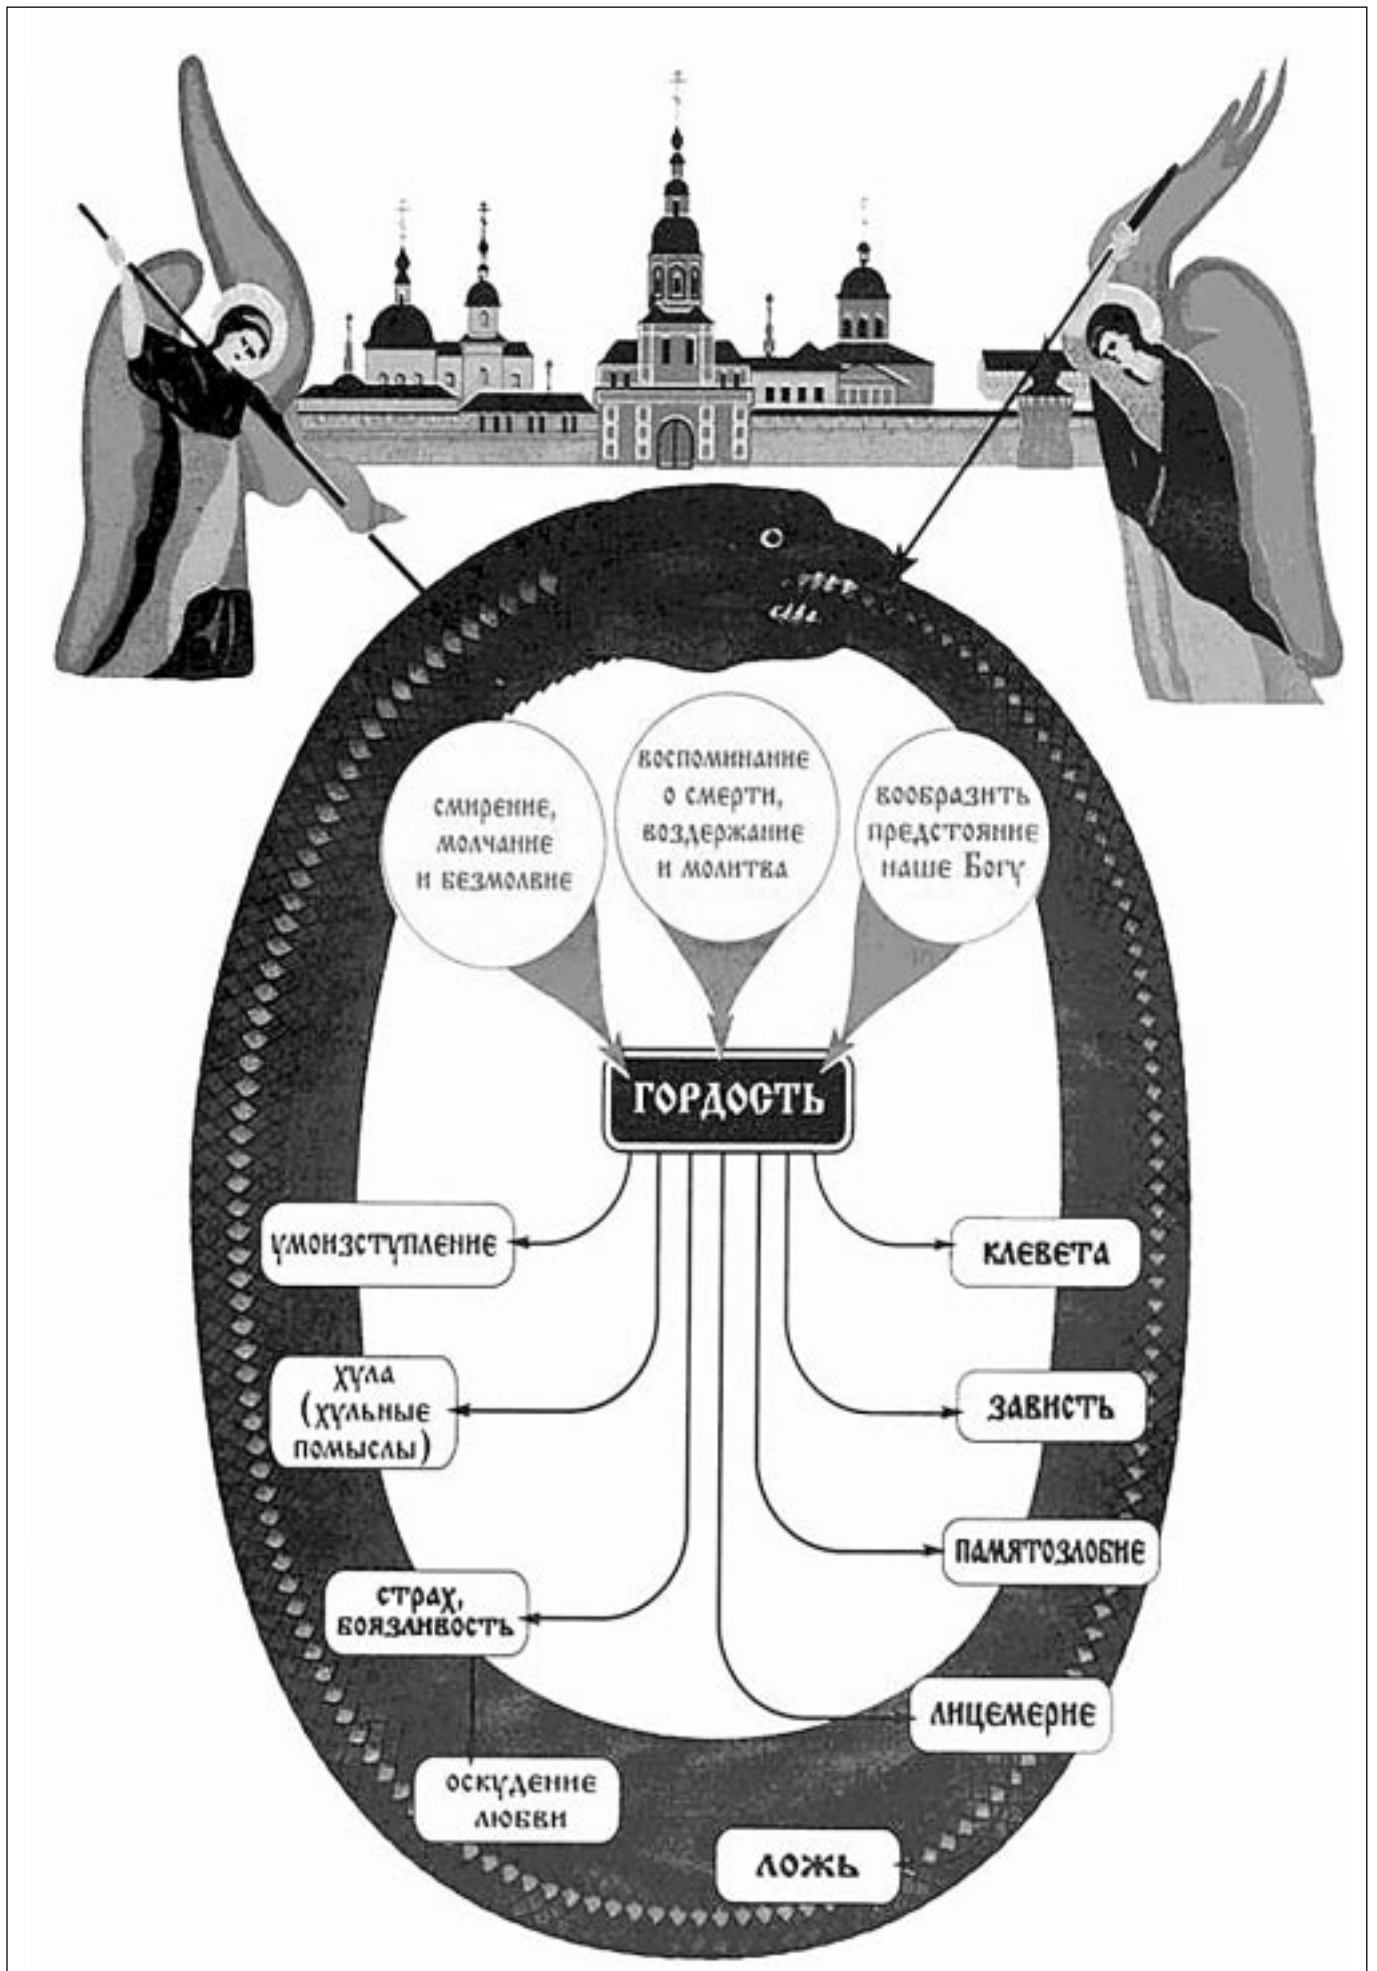 смирение,
молчание
и безмолвие
воспоминание
о смерти,
воздержание
и молитва
вообразить
предстояние
наше Богу
ГОРДОСТЬ
умоизступление
клевета
хула
(хульные
помыслы)
зависть
памятозлобие
страх,
боязливость
лицемерие
оскудение
любви
ложь